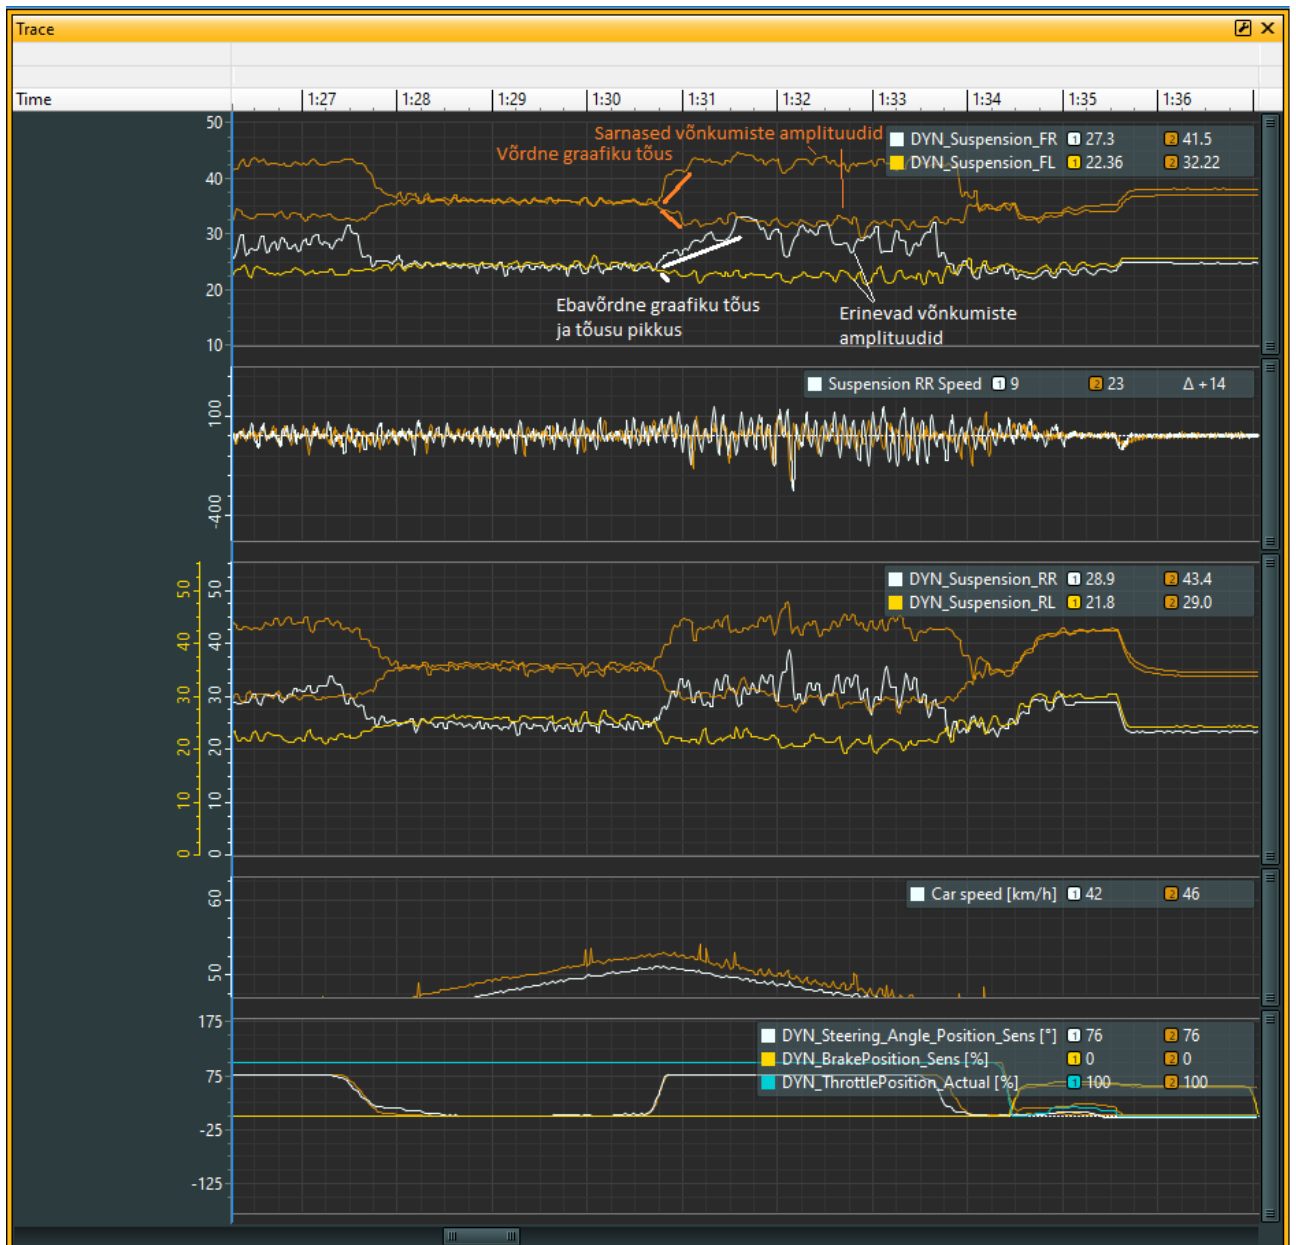 Trace
Time 1:27 1:28 1:29 1:30 1:31 1:32 1:33 1:34 1:35 1:36
50
40
30
20
10
Sarnased võnkumiste amplituudid
Võrdne graafiku tõus
DYN_Suspension_FR 1 27.3 2 41.5
DYN_Suspension_FL 1 22.36 2 32.22
Ebavõrdne graafiku tõus
ja tõusu pikkus
Erinevad võnkumiste
amplituudid
Suspension RR Speed 1 9 2 23 Δ +14
100
-400
DYN_Suspension_RR 1 28.9 2 43.4
DYN_Suspension_RL 1 21.8 2 29.0
50 50
40 40
30 30
20 20
10 10
0 0
Car speed [km/h] 1 42 2 46
60
50
DYN_Steering_Angle_Position_Sens [°] 1 76 2 76
DYN_BrakePosition_Sens [%] 1 0 2 0
DYN_ThrottlePosition_Actual [%] 1 100 2 100
175
75
-25
-125